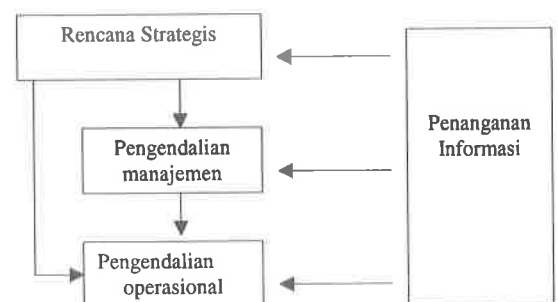 Rencana Strategis
Pengendalian
manajemen
Pengendalian
operasional
Penanganan
Informasi